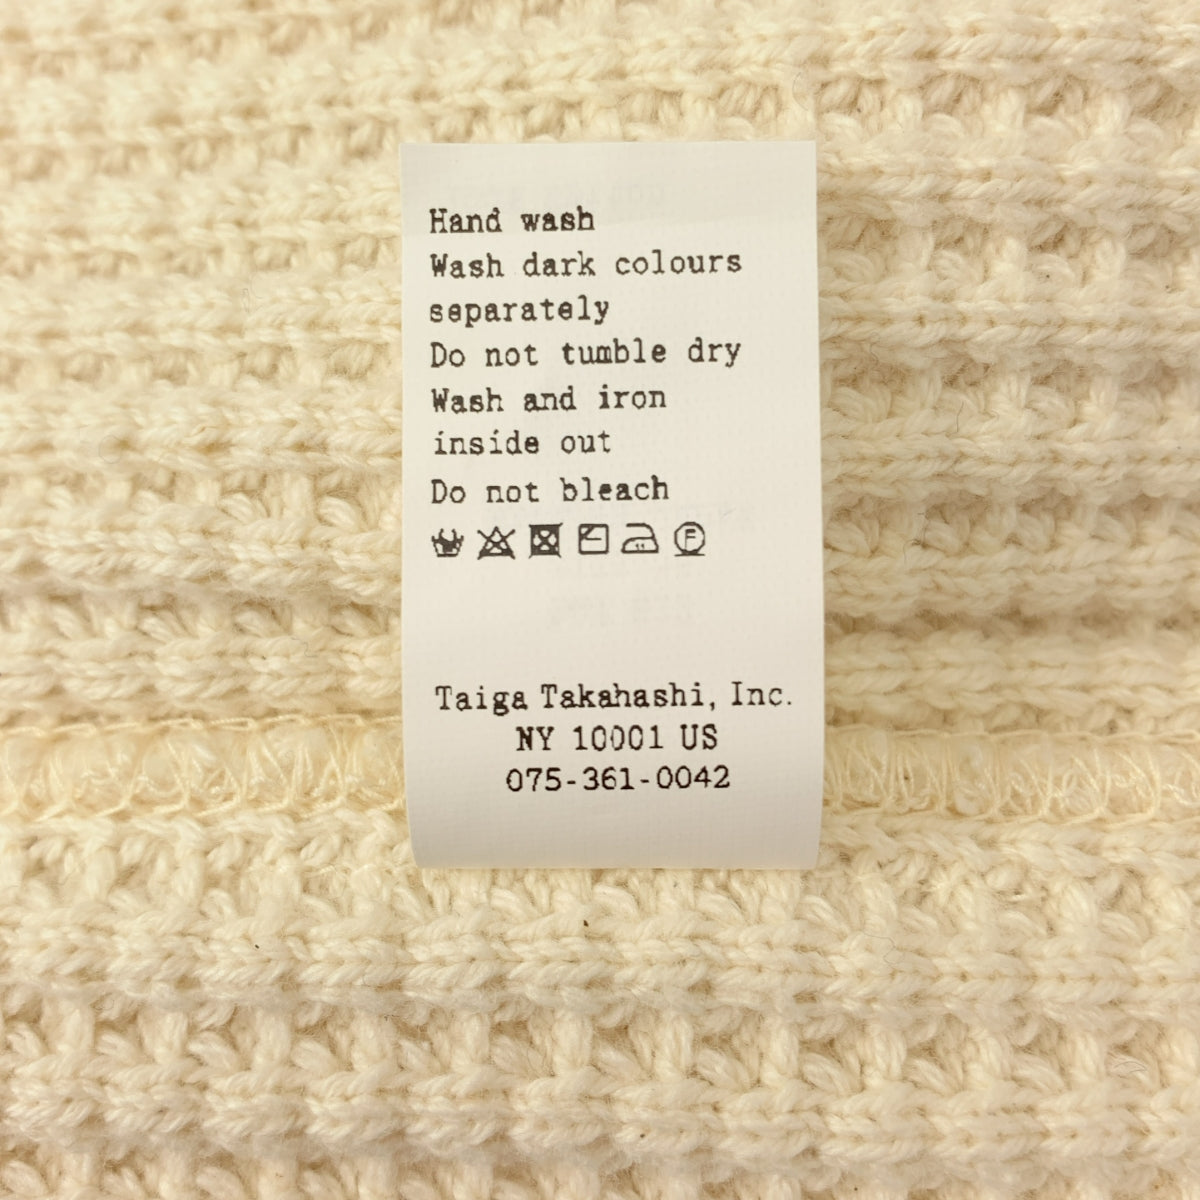 Hand wash
Wash dark colours
separately
Do not tumble dry
Wash and iron
inside out
Do not bleach
F
Taiga Takahashi, Inc.
NY 10001 US
075-361-0042